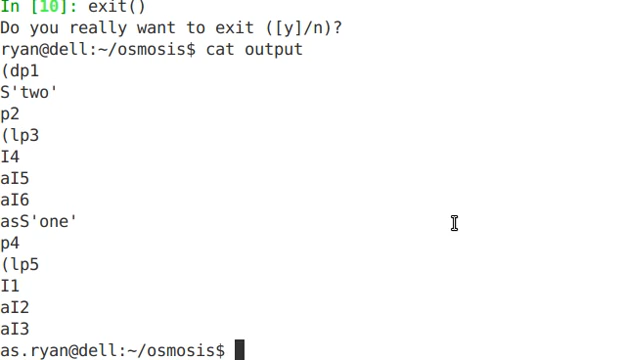 In [10]: exit()
Do you really want to exit ([y]/n)?
ryan@dell:~/osmosis$ cat output
(dp1
S'two'
p2
(lp3
I4
aI5
aI6
asS'one'
p4
(lp5
I1
aI2
aI3
as.ryan@dell:~/osmosis$